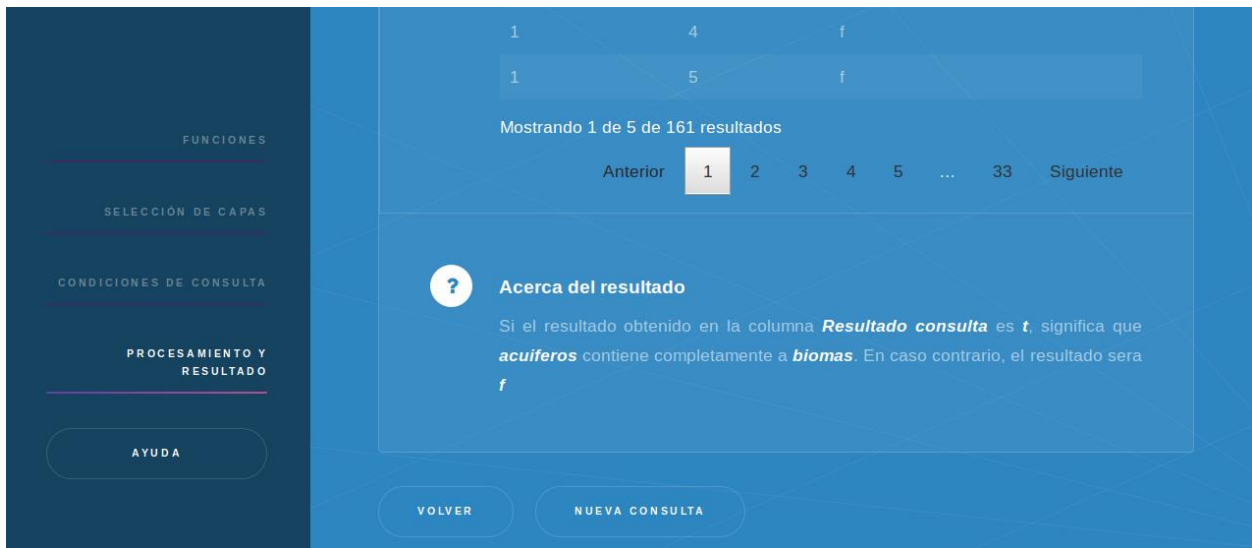 1 4 f
1 5 f
Mostrando 1 de 5 de 161 resultados
Anterior 1 2 3 4 5 ... 33 Siguiente
FUNCIONES
SELECCIÓN DE CAPAS
CONDICIONES DE CONSULTA
PROCESAMIENTO Y
RESULTADO
AYUDA
?
Acerca del resultado
Si el resultado obtenido en la columna Resultado consulta es t, significa que
acuiferos contiene completamente a biomas. En caso contrario, el resultado sera
f
VOLVER NUEVA CONSULTA